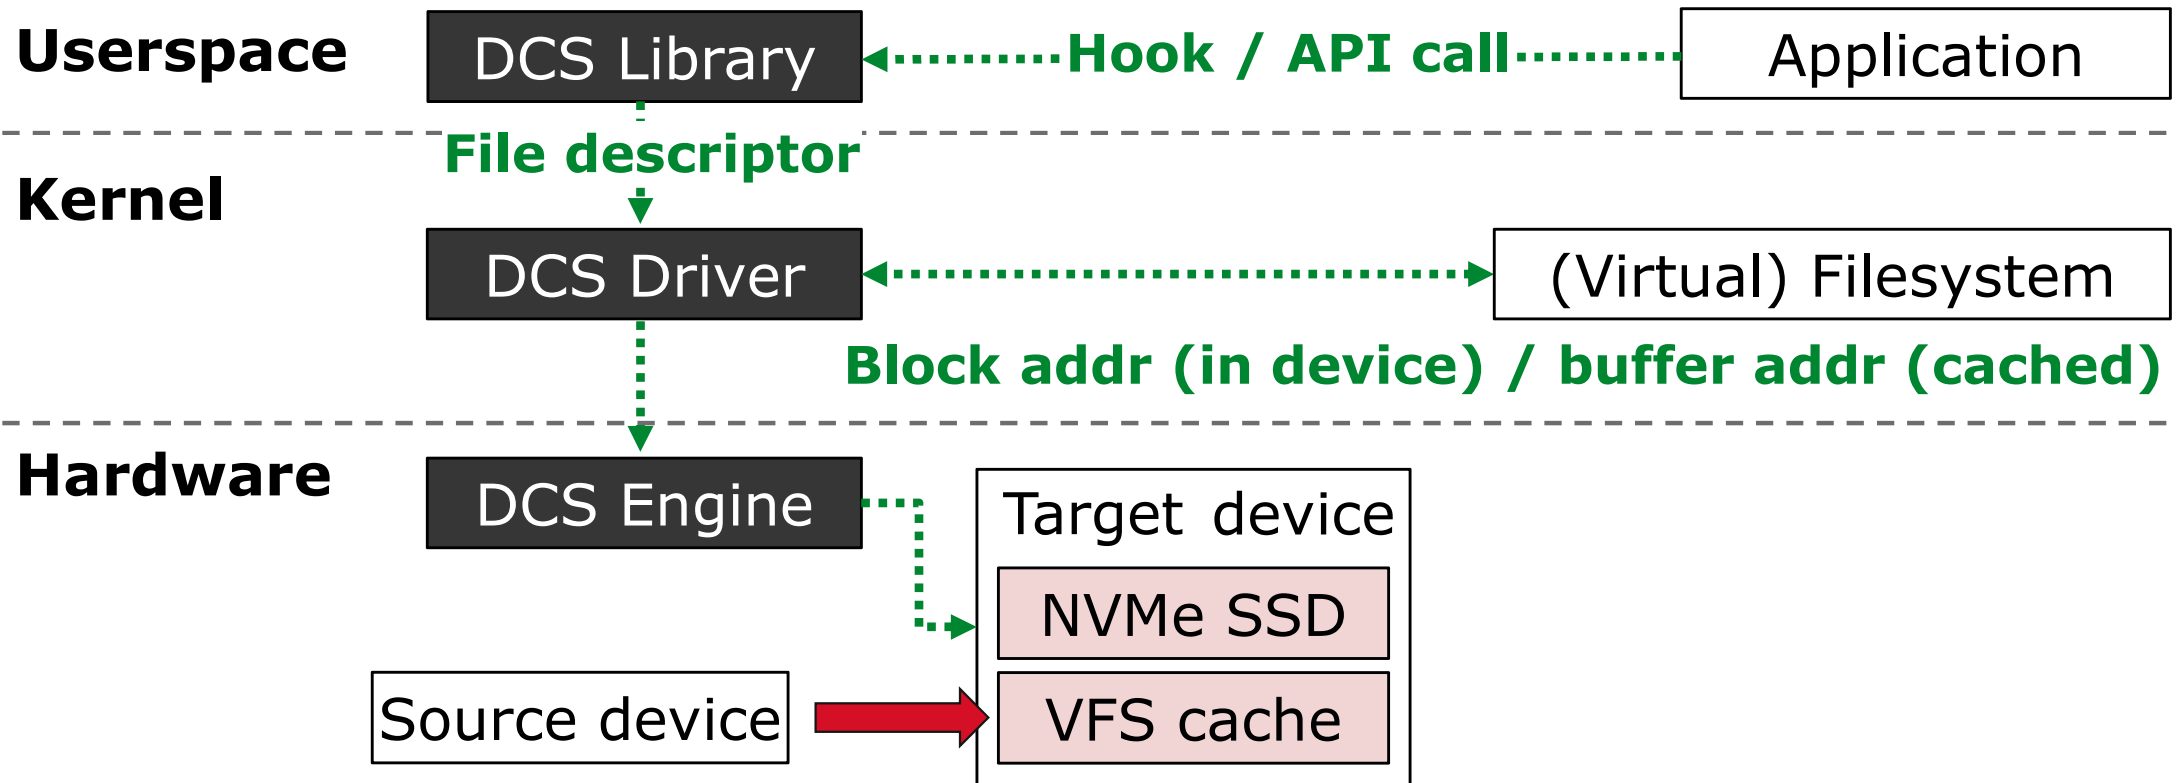 Userspace
DCS Library
Hook / API call
Application
File descriptor
Kernel
DCS Driver
(Virtual) Filesystem
Block addr (in device) / buffer addr (cached)
Hardware
DCS Engine
Target device
NVMe SSD
Source device
VFS cache